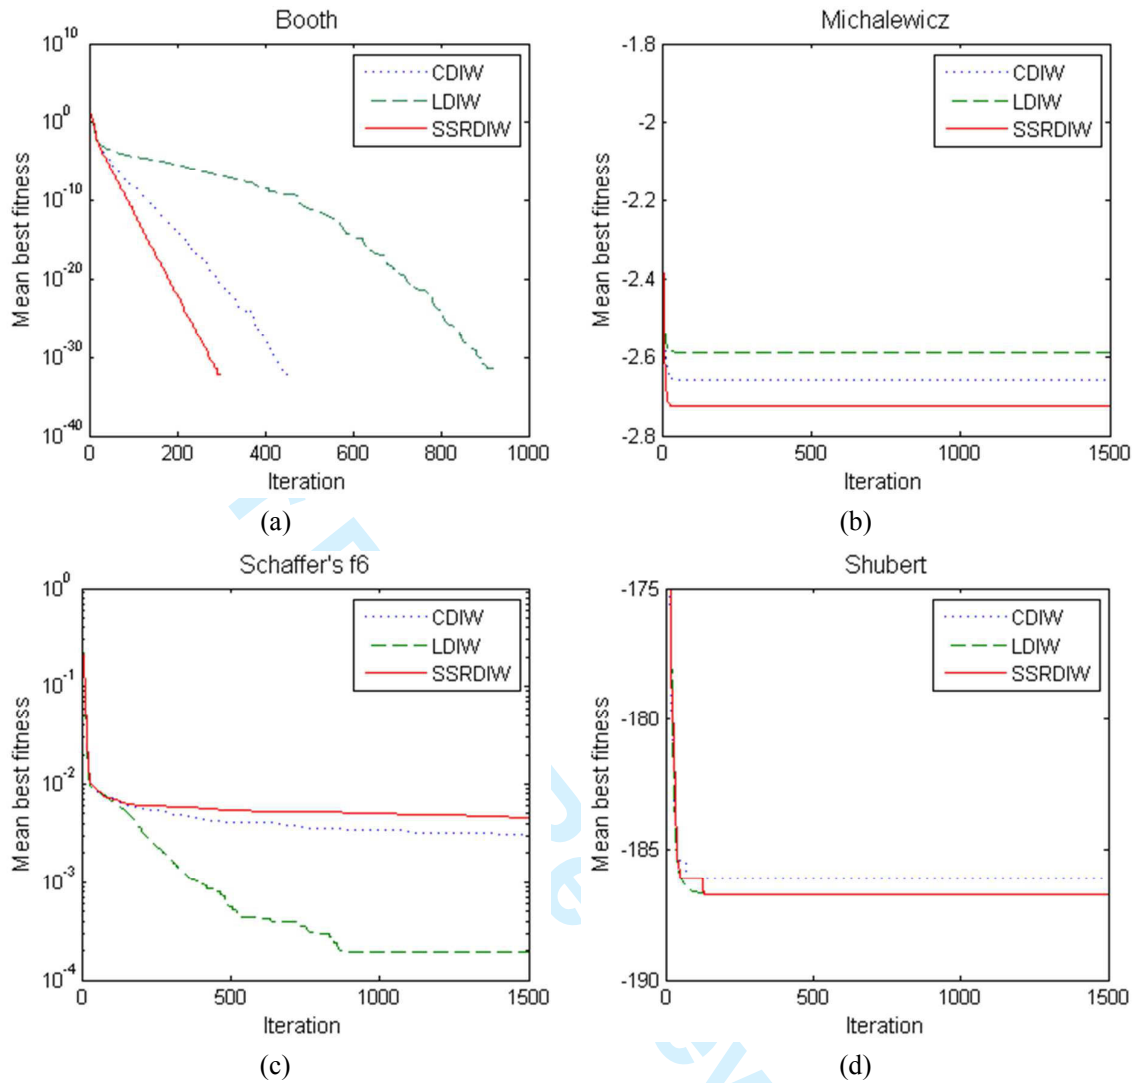 Booth
Michalewicz
10^10
10^0
10^-10
10^-20
10^-30
10^-40
Mean best fitness
CDIW
LDIW
SSRDIW
0 200 400 600 800 1000
Iteration
(a)
-1.8
-2
-2.2
-2.4
-2.6
-2.8
Mean best fitness
CDIW
LDIW
SSRDIW
0 500 1000 1500
Iteration
(b)
Schaffer's f6
Shubert
10^0
10^-1
10^-2
10^-3
10^-4
Mean best fitness
CDIW
LDIW
SSRDIW
0 500 1000 1500
Iteration
(c)
-175
-180
-185
-190
Mean best fitness
CDIW
LDIW
SSRDIW
0 500 1000 1500
Iteration
(d)